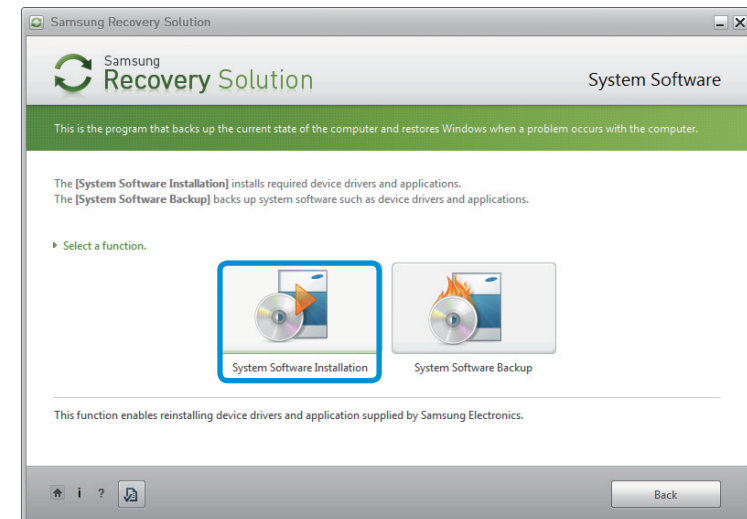 Samsung Recovery Solution
Samsung
Recovery Solution
System Software
This is the program that backs up the current state of the computer and restores Windows when a problem occurs with the computer.
The [System Software Installation] installs required device drivers and applications.
The [System Software Backup] backs up system software such as device drivers and applications.
Select a function.
System Software Installation
System Software Backup
This function enables reinstalling device drivers and application supplied by Samsung Electronics.
i ?
Back